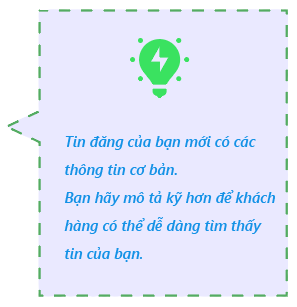 Tin đăng của bạn mới có các
thông tin cơ bản.
Bạn hãy mô tả kỹ hơn để khách
hàng có thể dễ dàng tìm thấy
tin của bạn.